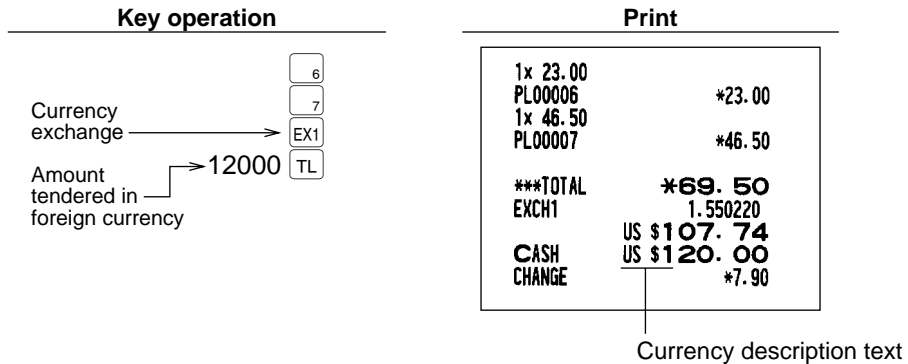 Key operation
6
7
Currency
exchange
EX1
Amount
tendered in
foreign currency
12000 TL
Print
1x 23.00
PL00006 *23.00
1x 46.50
PL00007 *46.50
***TOTAL *69.50
EXCH1 1.550220
US $107.74
CASH US $120.00
CHANGE *7.90
Currency description text